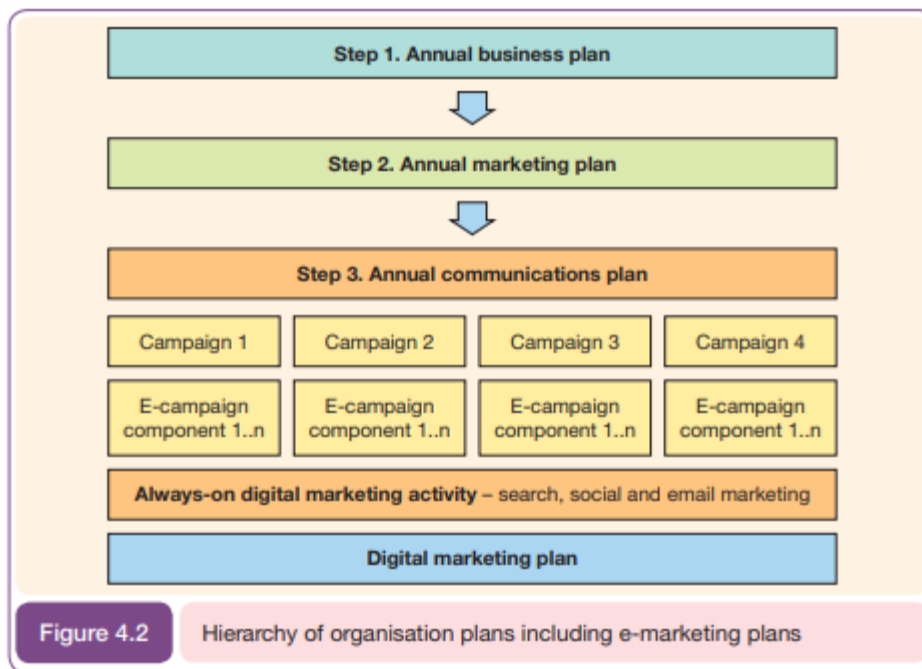 Step 1. Annual business plan
Step 2. Annual marketing plan
Step 3. Annual communications plan
Campaign 1
Campaign 2
Campaign 3
Campaign 4
E-campaign
component 1..n
E-campaign
component 1..n
E-campaign
component 1..n
E-campaign
component 1..n
Always-on digital marketing activity – search, social and email marketing
Digital marketing plan
Figure 4.2
Hierarchy of organisation plans including e-marketing plans